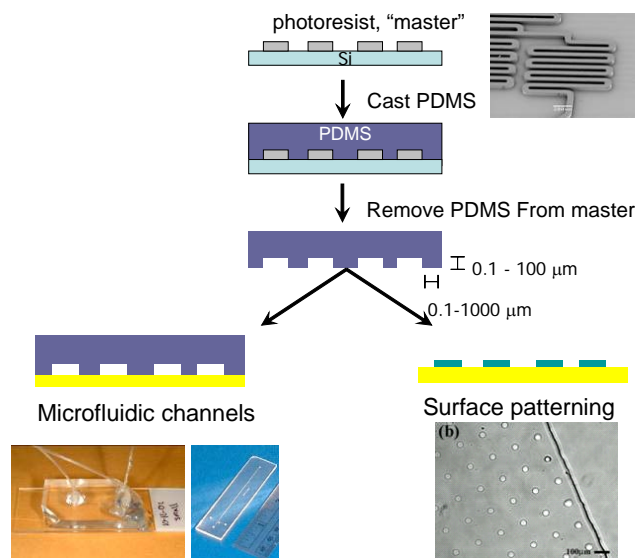 photoresist, “master”
Si
Cast PDMS
PDMS
Remove PDMS From master
0.1 - 100 μm
0.1-1000 μm
Microfluidic channels
Surface patterning
(b)
100μm